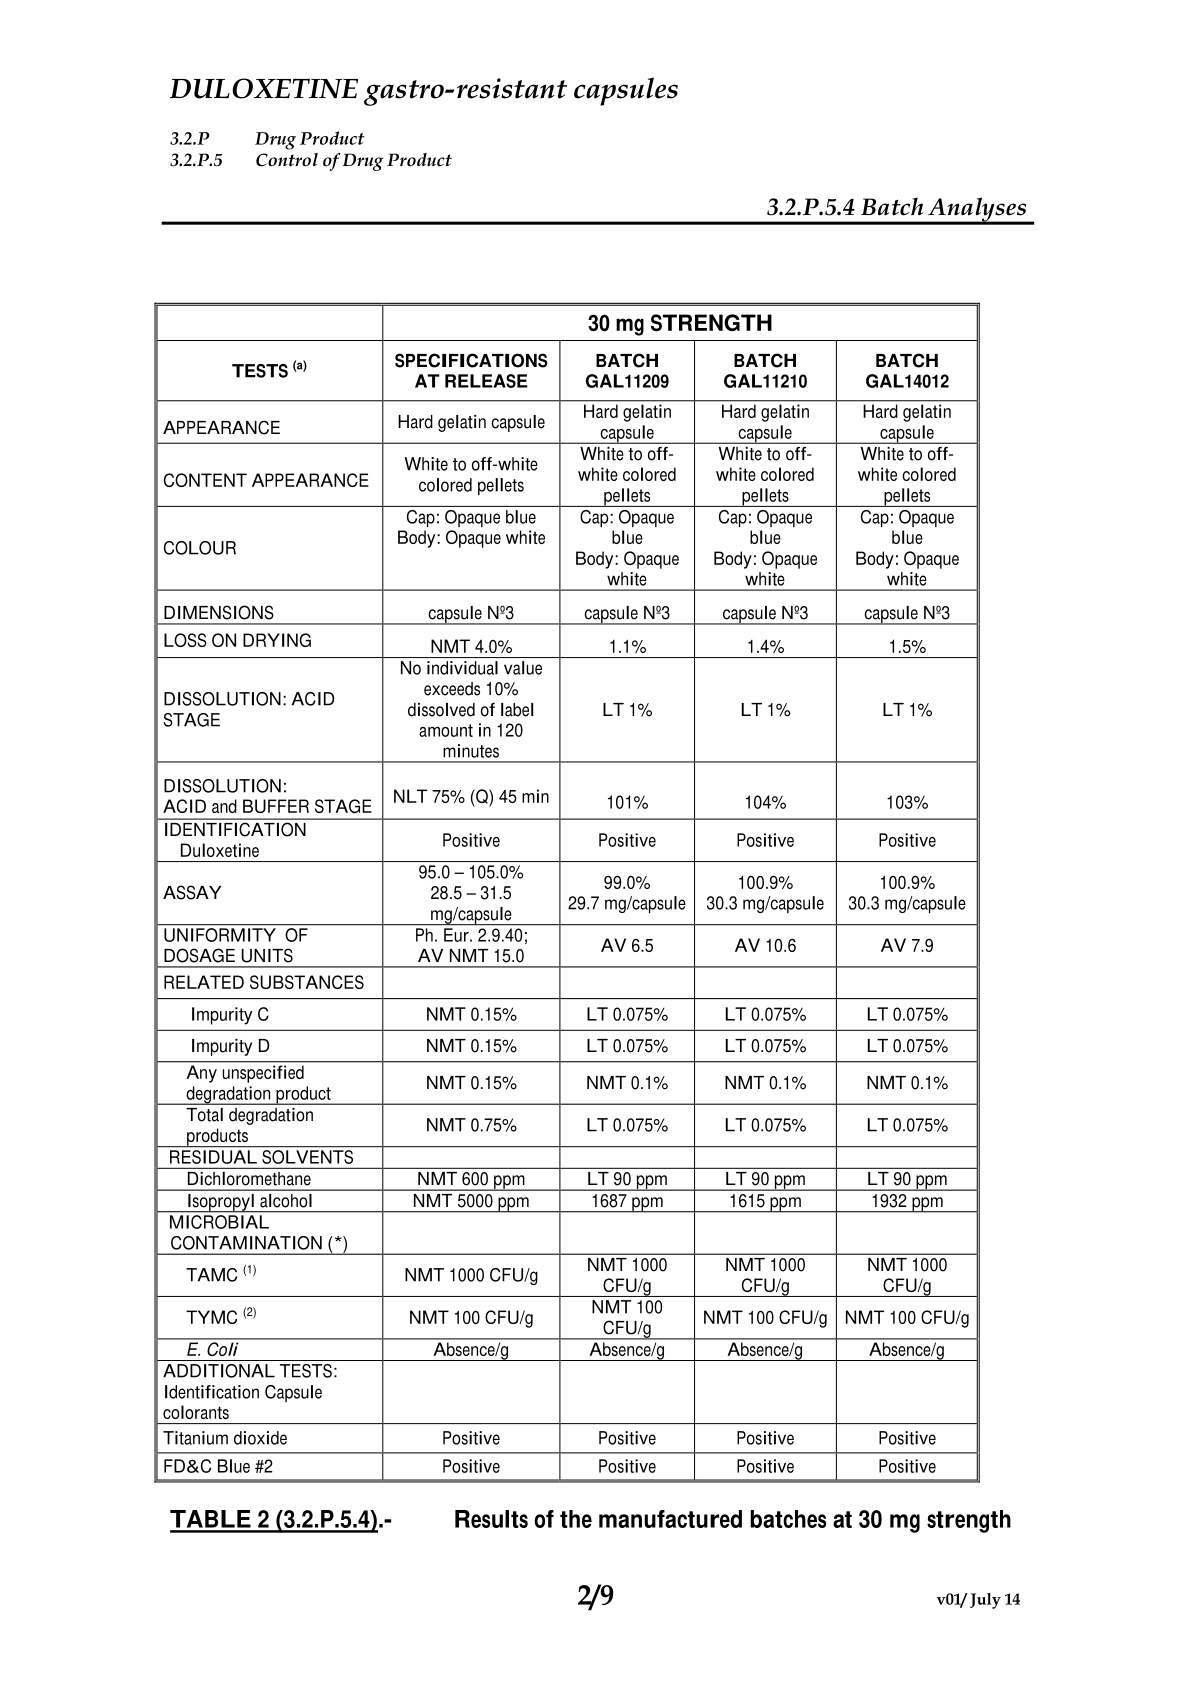 DULOXETINE gastro-resistant capsules
3.2.P Drug Product
3.2.P.5 Control of Drug Product
3.2.P.5.4 Batch Analyses
30 mg STRENGTH
TESTS (a) SPECIFICATIONS AT RELEASE BATCH GAL11209 BATCH GAL11210 BATCH GAL14012
APPEARANCE Hard gelatin capsule Hard gelatin capsule Hard gelatin capsule Hard gelatin capsule
CONTENT APPEARANCE White to off-white colored pellets White to off-white colored pellets White to off-white colored pellets White to off-white colored pellets
COLOUR Cap: Opaque blue Body: Opaque white Cap: Opaque blue Body: Opaque white Cap: Opaque blue Body: Opaque white Cap: Opaque blue Body: Opaque white
DIMENSIONS capsule Nº3 capsule Nº3 capsule Nº3 capsule Nº3
LOSS ON DRYING NMT 4.0% 1.1% 1.4% 1.5%
DISSOLUTION: ACID STAGE No individual value exceeds 10% dissolved of label amount in 120 minutes LT 1% LT 1% LT 1%
DISSOLUTION: ACID and BUFFER STAGE NLT 75% (Q) 45 min 101% 104% 103%
IDENTIFICATION Duloxetine Positive Positive Positive Positive
ASSAY 95.0 – 105.0% 28.5 – 31.5 mg/capsule 99.0% 29.7 mg/capsule 100.9% 30.3 mg/capsule 100.9% 30.3 mg/capsule
UNIFORMITY OF DOSAGE UNITS Ph. Eur. 2.9.40; AV NMT 15.0 AV 6.5 AV 10.6 AV 7.9
RELATED SUBSTANCES
Impurity C NMT 0.15% LT 0.075% LT 0.075% LT 0.075%
Impurity D NMT 0.15% LT 0.075% LT 0.075% LT 0.075%
Any unspecified degradation product NMT 0.15% NMT 0.1% NMT 0.1% NMT 0.1%
Total degradation products NMT 0.75% LT 0.075% LT 0.075% LT 0.075%
RESIDUAL SOLVENTS
Dichloromethane NMT 600 ppm LT 90 ppm LT 90 ppm LT 90 ppm
Isopropyl alcohol NMT 5000 ppm 1687 ppm 1615 ppm 1932 ppm
MICROBIAL CONTAMINATION (*)
TAMC (1) NMT 1000 CFU/g NMT 1000 CFU/g NMT 1000 CFU/g NMT 1000 CFU/g
TYMC (2) NMT 100 CFU/g NMT 100 CFU/g NMT 100 CFU/g NMT 100 CFU/g
E. Coli Absence/g Absence/g Absence/g Absence/g
ADDITIONAL TESTS: Identification Capsule colorants
Titanium dioxide Positive Positive Positive Positive
FD&C Blue #2 Positive Positive Positive Positive
TABLE 2 (3.2.P.5.4).- Results of the manufactured batches at 30 mg strength
2/9
v01/ July 14